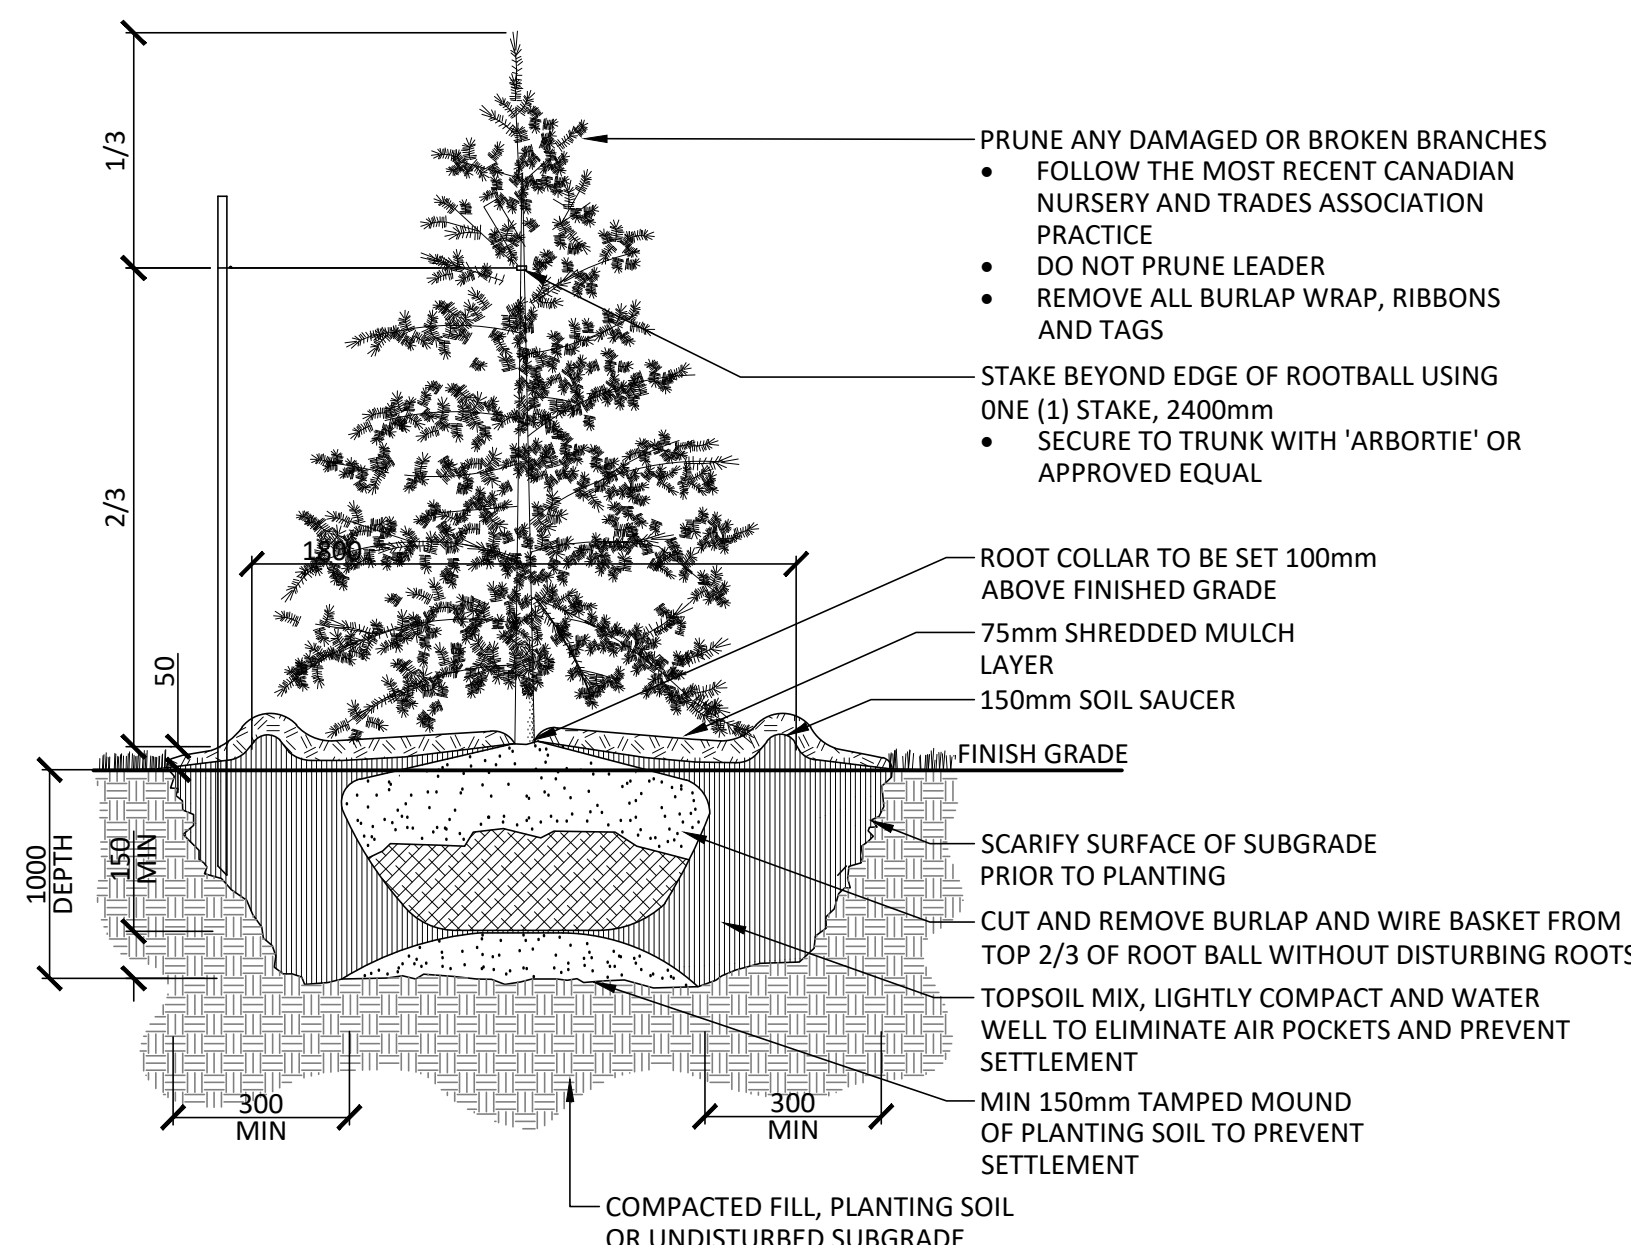 1/3
2/3
1800
50
1000
DEPTH
150
MIN
300
MIN
300
MIN
PRUNE ANY DAMAGED OR BROKEN BRANCHES
• FOLLOW THE MOST RECENT CANADIAN
NURSERY AND TRADES ASSOCIATION
PRACTICE
• DO NOT PRUNE LEADER
• REMOVE ALL BURLAP WRAP, RIBBONS
AND TAGS
STAKE BEYOND EDGE OF ROOTBALL USING
0NE (1) STAKE, 2400mm
• SECURE TO TRUNK WITH 'ARBORTIE' OR
APPROVED EQUAL
ROOT COLLAR TO BE SET 100mm
ABOVE FINISHED GRADE
75mm SHREDDED MULCH
LAYER
150mm SOIL SAUCER
FINISH GRADE
SCARIFY SURFACE OF SUBGRADE
PRIOR TO PLANTING
CUT AND REMOVE BURLAP AND WIRE BASKET FROM
TOP 2/3 OF ROOT BALL WITHOUT DISTURBING ROOTS
TOPSOIL MIX, LIGHTLY COMPACT AND WATER
WELL TO ELIMINATE AIR POCKETS AND PREVENT
SETTLEMENT
MIN 150mm TAMPED MOUND
OF PLANTING SOIL TO PREVENT
SETTLEMENT
COMPACTED FILL, PLANTING SOIL
OR UNDISTURBED SUBGRADE